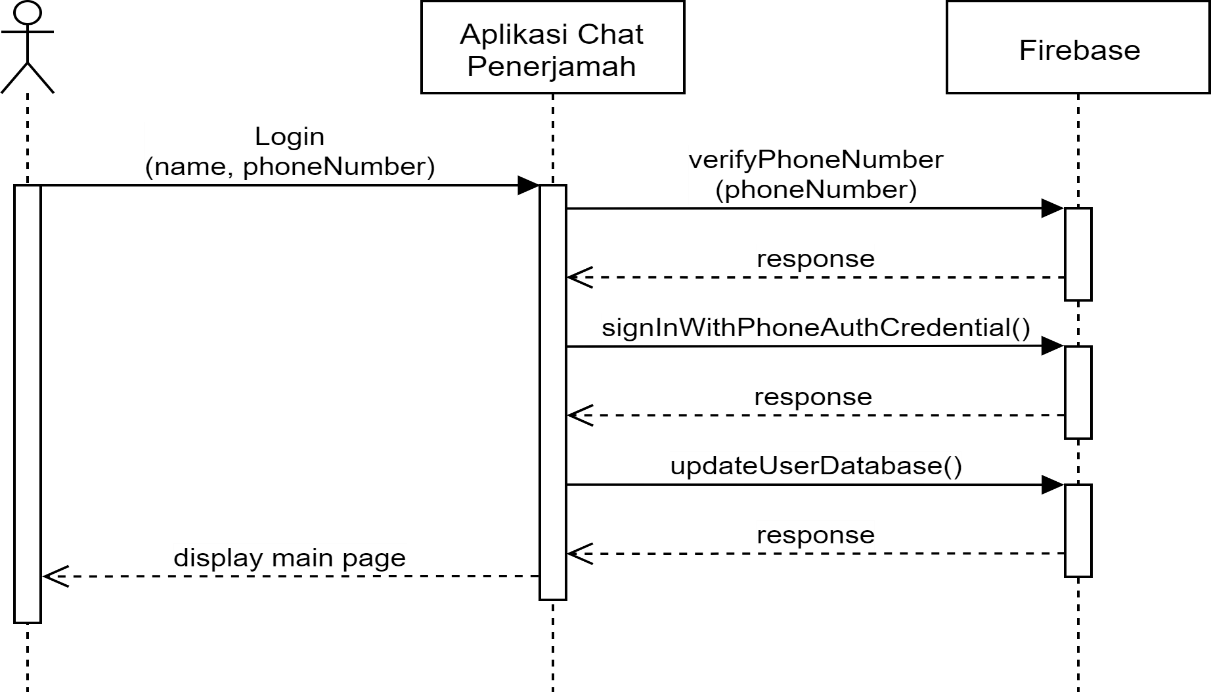 Aplikasi Chat
Penerjamah
Firebase
Login
(name, phoneNumber)
verifyPhoneNumber
(phoneNumber)
response
signInWithPhoneAuthCredential()
response
updateUserDatabase()
response
display main page